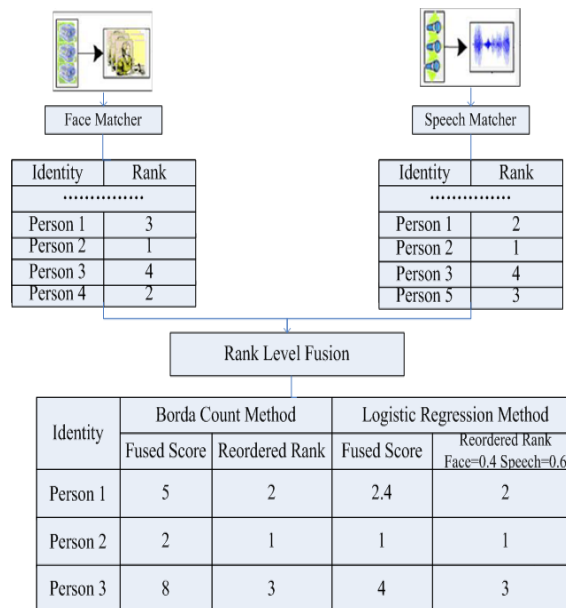 Face Matcher
Speech Matcher
Identity Rank
...............
Person 1 3
Person 2 1
Person 3 4
Person 4 2
Identity Rank
...............
Person 1 2
Person 2 1
Person 3 4
Person 5 3
Rank Level Fusion
Identity Borda Count Method Logistic Regression Method
Fused Score Reordered Rank Fused Score Reordered Rank
Face=0.4 Speech=0.6
Person 1 5 2 2.4 2
Person 2 2 1 1 1
Person 3 8 3 4 3